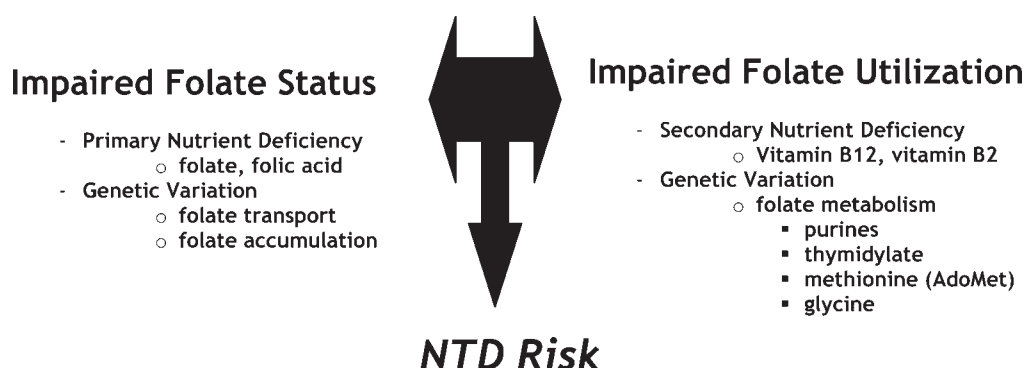 Impaired Folate Status
- Primary Nutrient Deficiency
○ folate, folic acid
- Genetic Variation
○ folate transport
○ folate accumulation
Impaired Folate Utilization
- Secondary Nutrient Deficiency
○ Vitamin B12, vitamin B2
- Genetic Variation
○ folate metabolism
▪ purines
▪ thymidylate
▪ methionine (AdoMet)
▪ glycine
NTD Risk